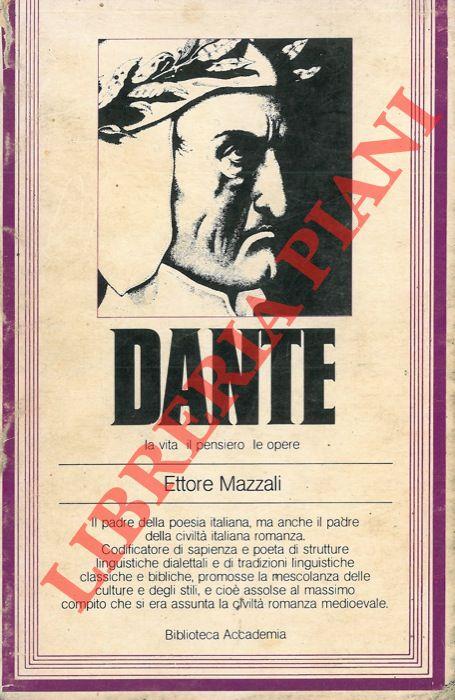 DANTE
la vita il pensiero le opere
Ettore Mazzali
Il padre della poesia italiana, ma anche il padre
della civiltà italiana romanza.
Codificatore di sapienza e poeta di strutture
linguistiche dialettali e di tradizioni linguistiche
classiche e bibliche, promosse la mescolanza delle
culture e degli stili, e cioè assolse al massimo
compito che si era assunta la civiltà romanza medioevale.
Biblioteca Accademia
LIBRERIA PIANI